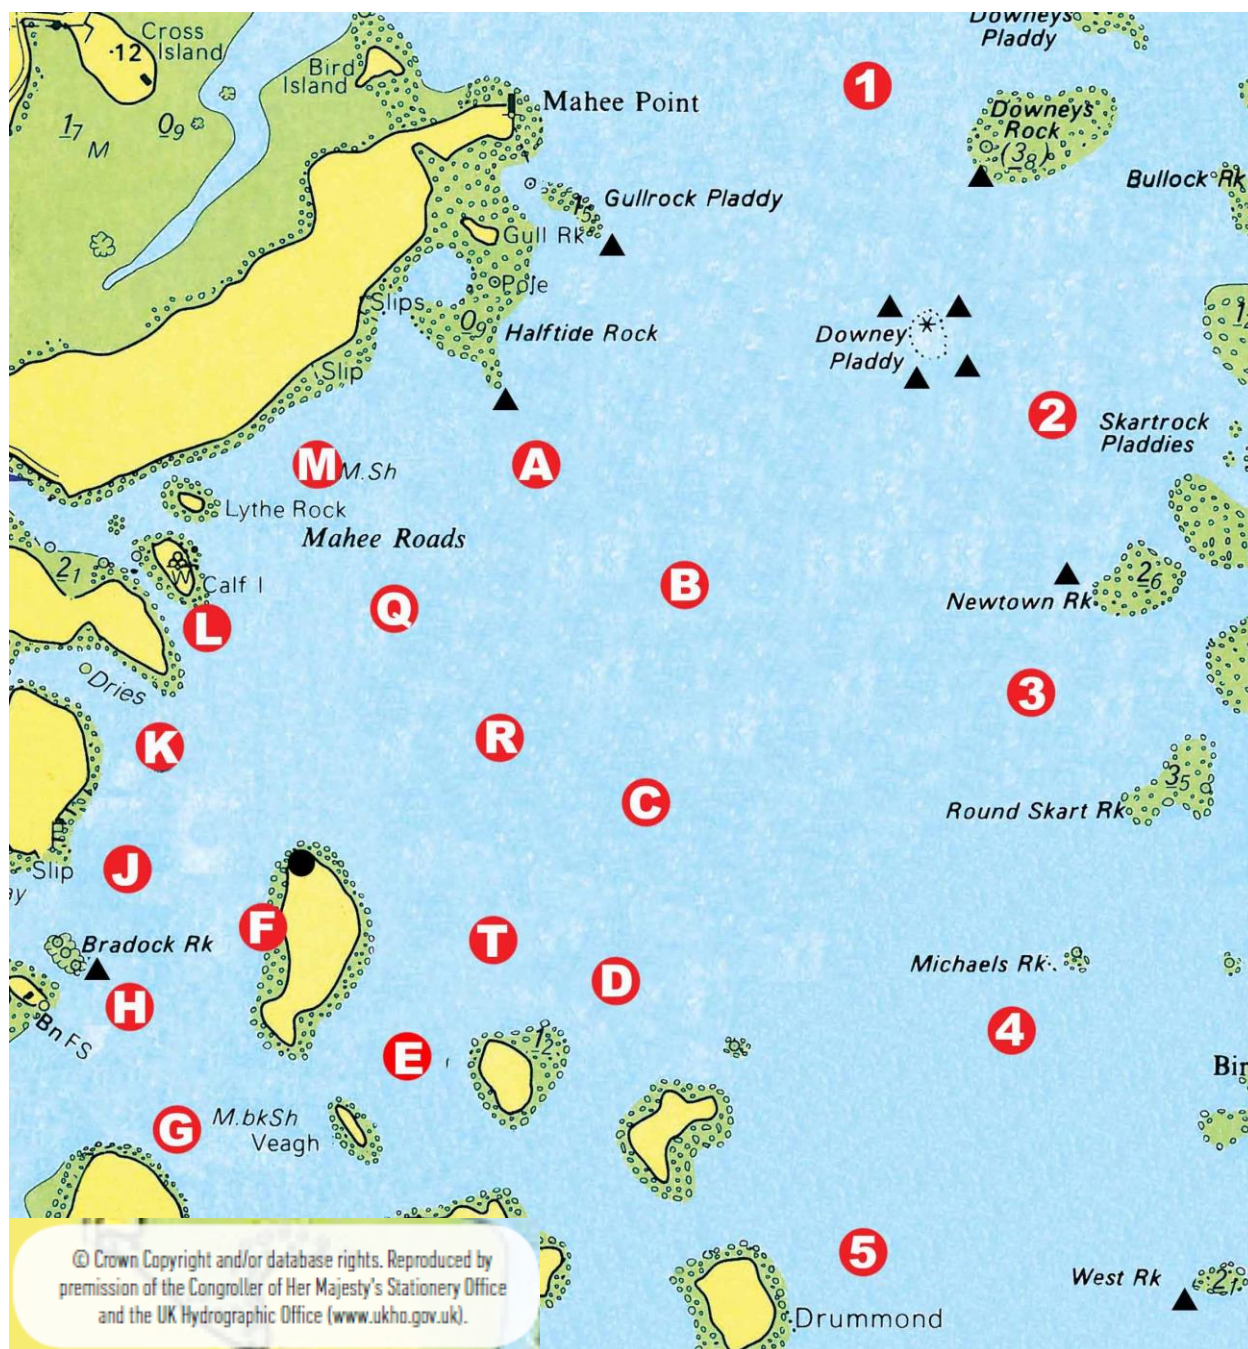 Cross
Island
12
Bird
Island
Mahee Point
Downeys
Pladdy
1
Downeys
Rock
(3₈)
Bullock Rk
1₇
M
0₉
Gullrock Pladdy
1₅
Gull Rk
Pole
Slips
0₉
Halftide Rock
Slip
Downey
Pladdy
2
Skartrock
Pladdies
M
M.Sh
A
Lythe Rock
Mahee Roads
2₁
W
Calf I
B
Q
L
Newtown Rk
2₆
Dries
3
K
R
C
3₅
Round Skart Rk
Slip
J
F
Bradock Rk
T
D
Michaels Rk
H
Bn FS
4
E
1₂
Bir
G
M.bkSh
Veagh
5
West Rk
2₁
Drummond
© Crown Copyright and/or database rights. Reproduced by
premission of the Congroller of Her Majesty's Stationery Office
and the UK Hydrographic Office (www.ukho.gov.uk).